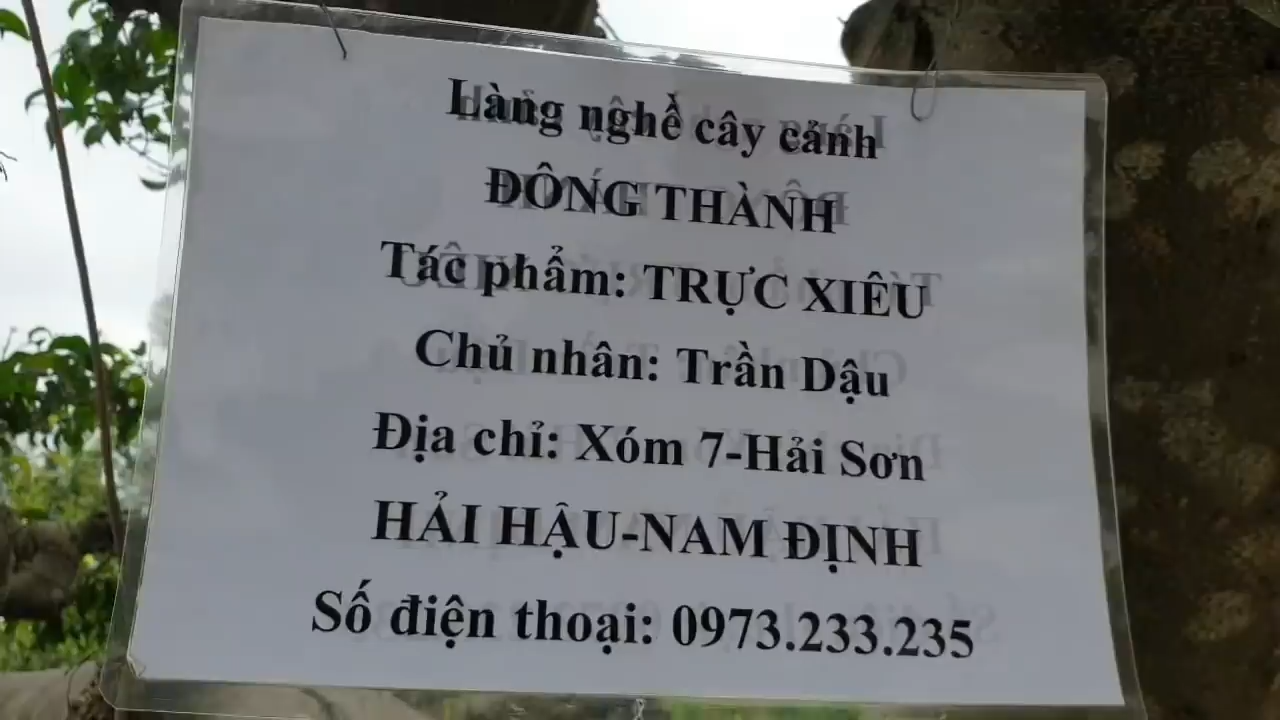 Làng nghề cây cảnh
ĐÔNG THÀNH
Tác phẩm: TRỰC XIÊU
Chủ nhân: Trần Dậu
Địa chỉ: Xóm 7-Hải Sơn
HẢI HẬU-NAM ĐỊNH
Số điện thoại: 0973.233.235